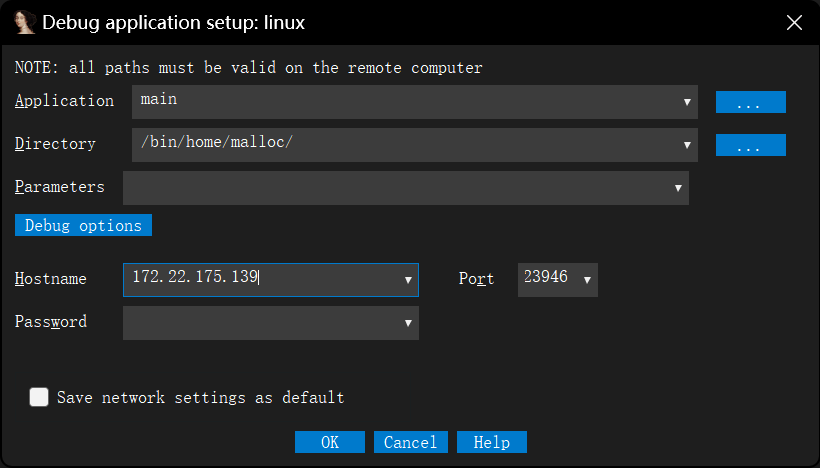 Debug application setup: linux
NOTE: all paths must be valid on the remote computer
Application main ...
Directory /bin/home/malloc/ ...
Parameters
Debug options
Hostname 172.22.175.139 Port 23946
Password
Save network settings as default
OK Cancel Help